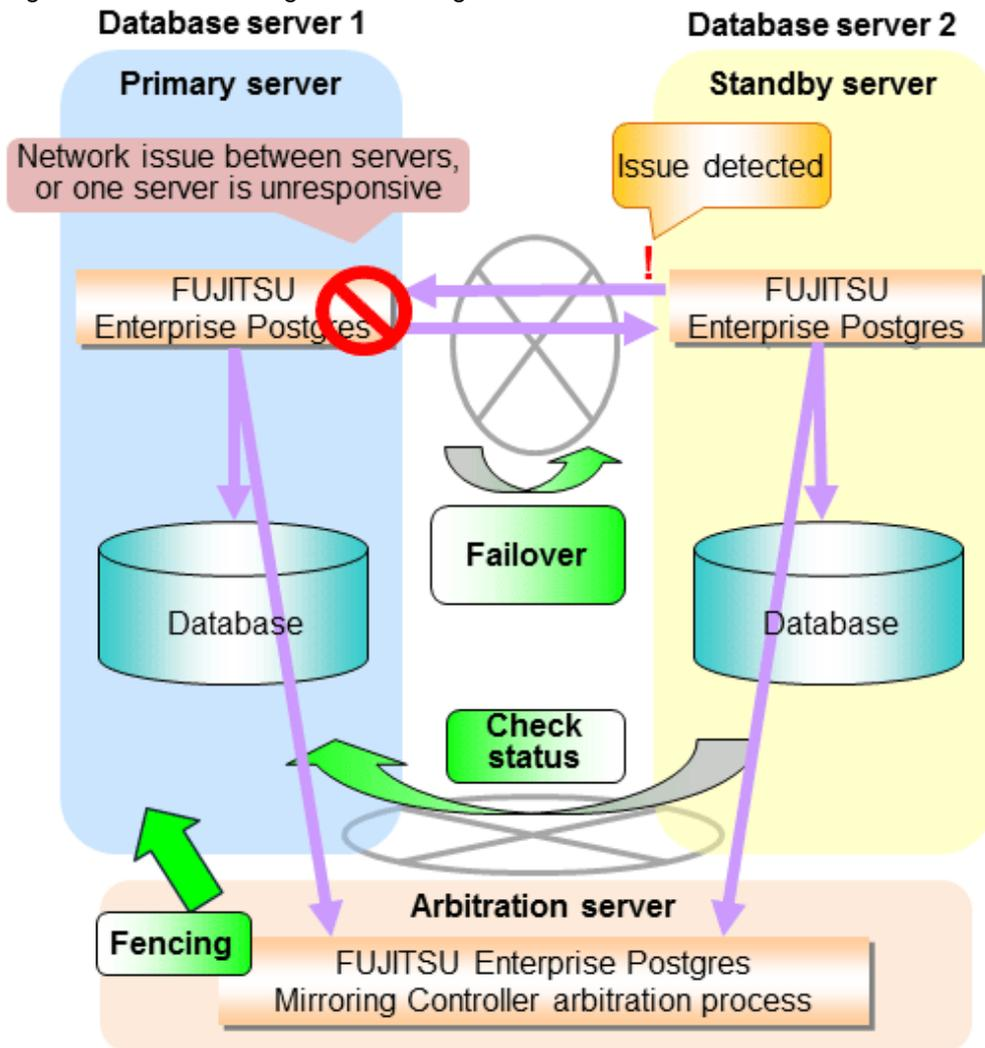 Database server 1
Database server 2
Primary server
Standby server
Network issue between servers,
or one server is unresponsive
Issue detected
!
FUJITSU
Enterprise Postgres
FUJITSU
Enterprise Postgres
Failover
Database
Database
Check
status
Arbitration server
Fencing
FUJITSU Enterprise Postgres
Mirroring Controller arbitration process